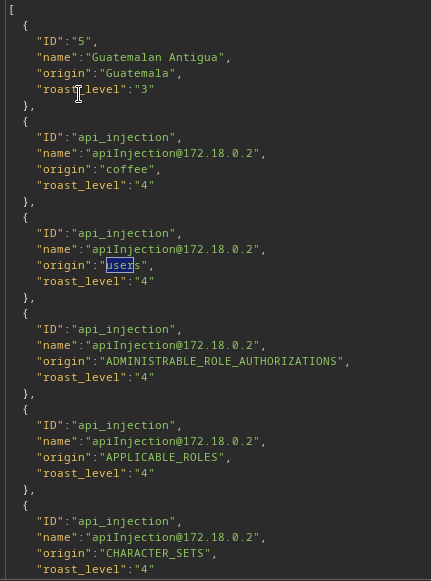 [
{
"ID":"5",
"name":"Guatemalan Antigua",
"origin":"Guatemala",
"roast_level":"3"
},
{
"ID":"api_injection",
"name":"apiInjection@172.18.0.2",
"origin":"coffee",
"roast_level":"4"
},
{
"ID":"api_injection",
"name":"apiInjection@172.18.0.2",
"origin":"users",
"roast_level":"4"
},
{
"ID":"api_injection",
"name":"apiInjection@172.18.0.2",
"origin":"ADMINISTRABLE_ROLE_AUTHORIZATIONS",
"roast_level":"4"
},
{
"ID":"api_injection",
"name":"apiInjection@172.18.0.2",
"origin":"APPLICABLE_ROLES",
"roast_level":"4"
},
{
"ID":"api_injection",
"name":"apiInjection@172.18.0.2",
"origin":"CHARACTER_SETS",
"roast_level":"4"